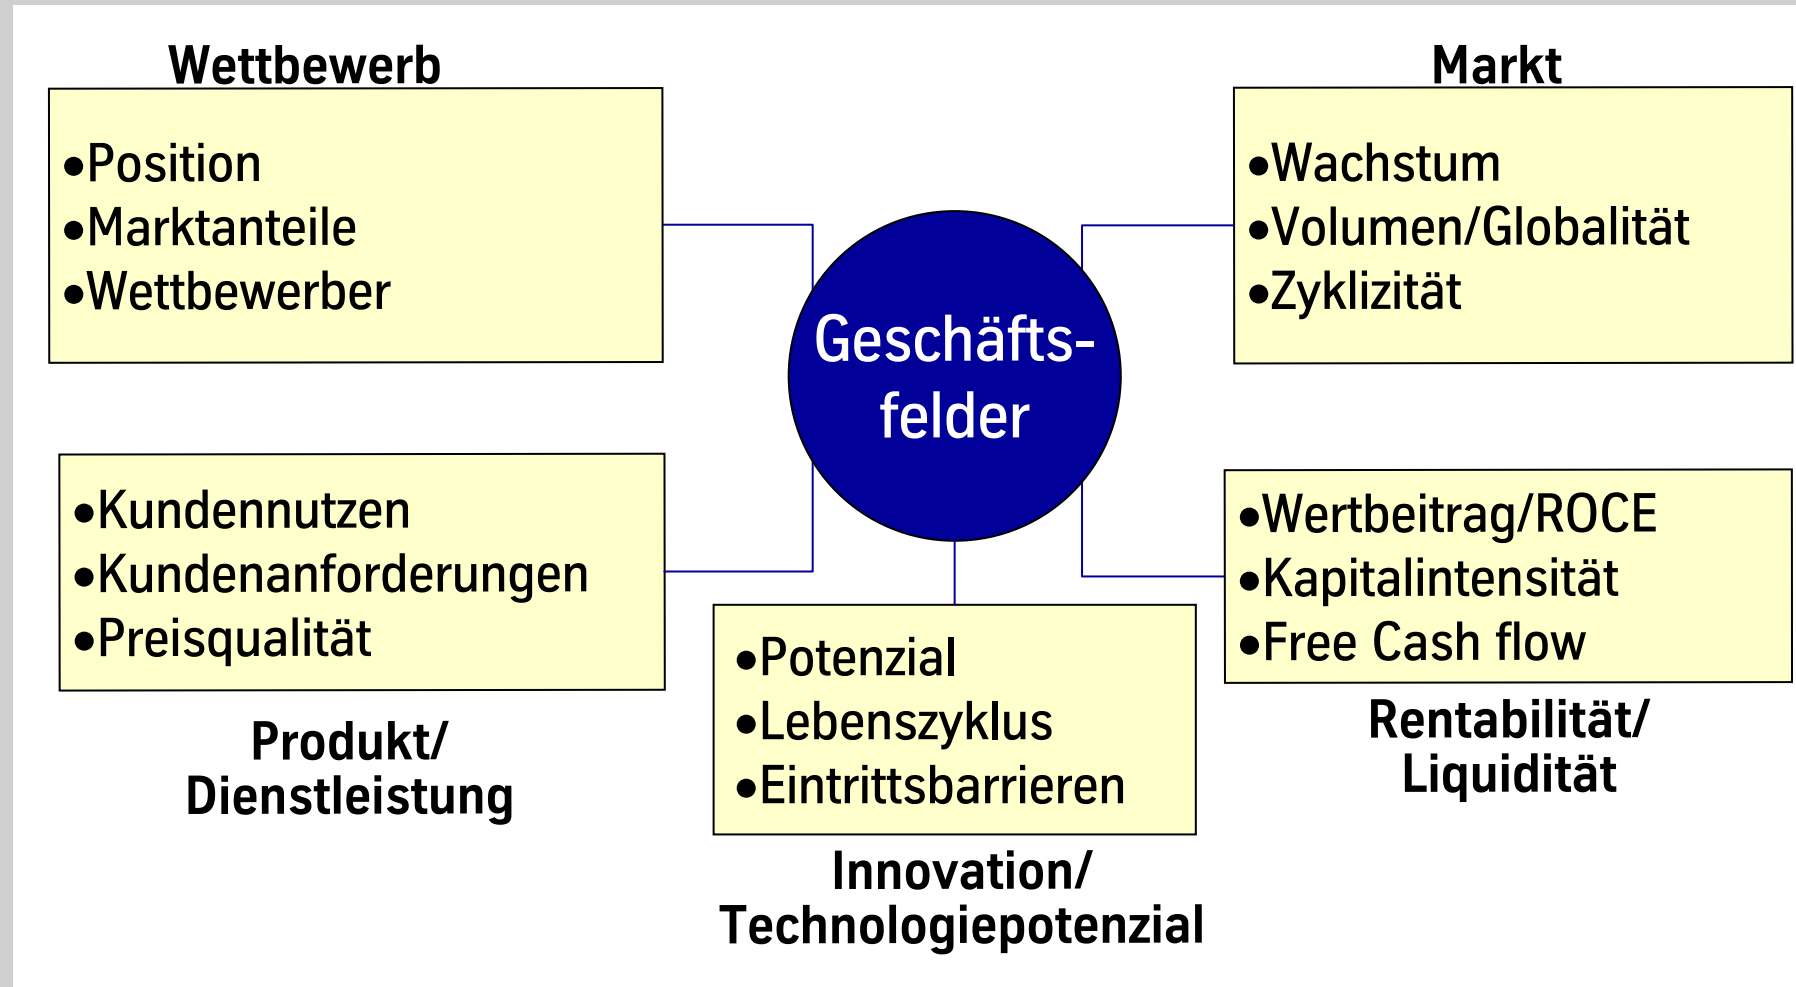 Wettbewerb
•Position
•Marktanteile
•Wettbewerber
Markt
•Wachstum
•Volumen/Globalität
•Zyklizität
Geschäfts-
felder
•Kundennutzen
•Kundenanforderungen
•Preisqualität
Produkt/
Dienstleistung
•Potenzial
•Lebenszyklus
•Eintrittsbarrieren
Innovation/
Technologiepotenzial
•Wertbeitrag/ROCE
•Kapitalintensität
•Free Cash flow
Rentabilität/
Liquidität